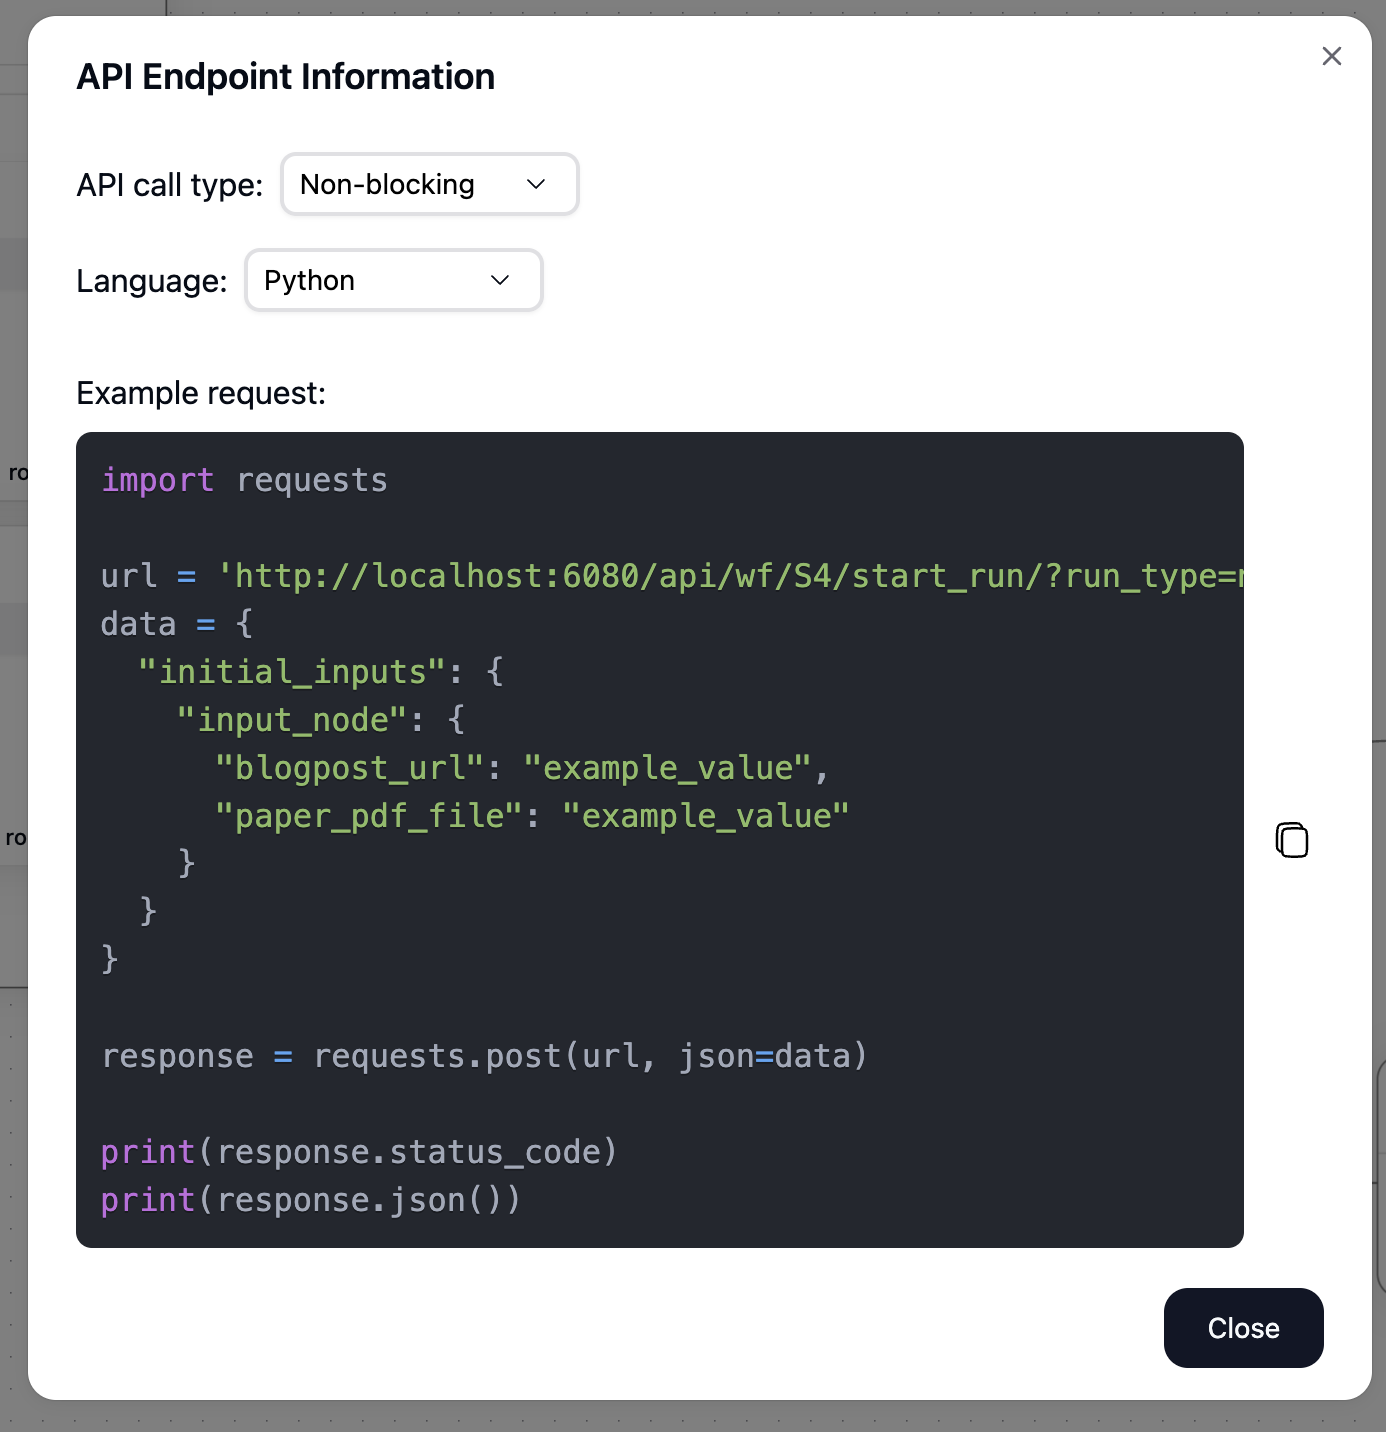 API Endpoint Information
API call type: Non-blocking
Language: Python
Example request:
import requests
url = 'http://localhost:6080/api/wf/S4/start_run/?run_type=
data = {
  "initial_inputs": {
    "input_node": {
      "blogpost_url": "example_value",
      "paper_pdf_file": "example_value"
    }
  }
}
response = requests.post(url, json=data)
print(response.status_code)
print(response.json())
Close
ro
ro